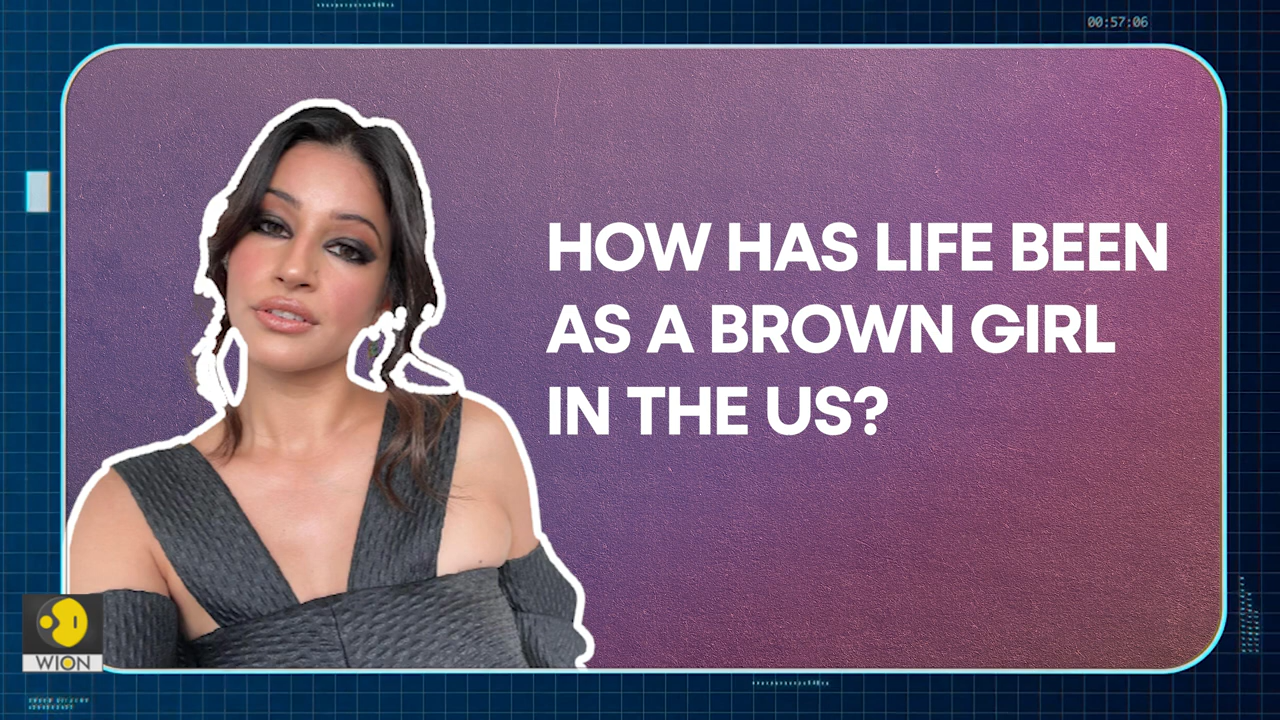 00:57:06
HOW HAS LIFE BEEN
AS A BROWN GIRL
IN THE US?
WION